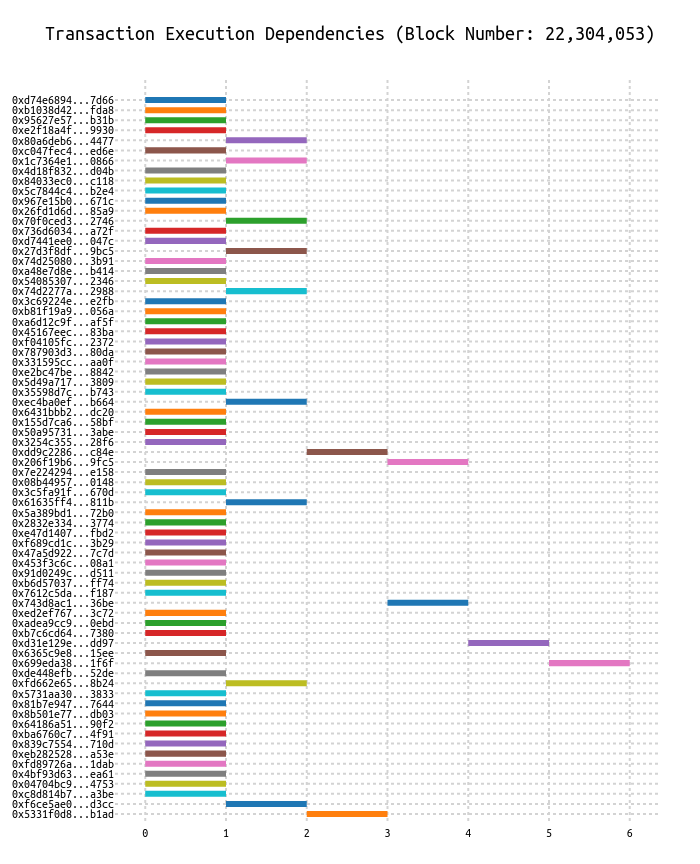 Transaction Execution Dependencies (Block Number: 22,304,053)
0xd74e6894...7d66
0xb1038d42...fda8
0x95627e57...b31b
0xe2f18a4f...9930
0x80a6deb6...4477
0xc047fec4...ed6e
0x1c7364e1...0866
0x4d18f832...d04b
0x84033ec0...c118
0x5c7844c4...b2e4
0x967e15b0...671c
0x26fd1d6d...85a9
0x70f0ced3...2746
0x736d6034...a72f
0xd7441ee0...047c
0x27d3f8df...9bc5
0x74d25080...3b91
0xa48e7d8e...b414
0x54085307...2346
0x74d2277a...2988
0x3c69224e...e2fb
0xb81f19a9...056a
0xa6d12c9f...af5f
0x45167eec...83ba
0xf04105fc...2372
0x787903d3...80da
0x331595cc...aa0f
0xe2bc47be...8842
0x5d49a717...3809
0x35598d7c...b743
0xec4ba0ef...b664
0x6431bbb2...dc20
0x155d7ca6...58bf
0x50a95731...3abe
0x3254c355...28f6
0xdd9c2286...c84e
0x206f19b6...9fc5
0x7e224294...e158
0x08b44957...0148
0x3c5fa91f...670d
0x61635ff4...811b
0x5a389bd1...72b0
0x2832e334...3774
0xe47d1407...fbd2
0xf689cd1c...3b29
0x47a5d922...7c7d
0x453f3c6c...08a1
0x91d0249c...d511
0xb6d57037...ff74
0x7612c5da...f187
0x743d8ac1...36be
0xed2ef767...3c72
0xadea9cc9...0ebd
0xb7c6cd64...7380
0xd31e129e...dd97
0x6365c9e8...15ee
0x699eda38...1f6f
0xde448efb...52de
0xfd662e65...8b24
0x5731aa30...3833
0x81b7e947...7644
0x8b501e77...db03
0x64186a51...90f2
0xba6760c7...4f91
0x839c7554...710d
0xeb282528...a53e
0xfd89726a...1dab
0x4bf93d63...ea61
0x04704bc9...4753
0xc8d814b7...a3be
0xf6ce5ae0...d3cc
0x5331f0d8...b1ad
0 1 2 3 4 5 6